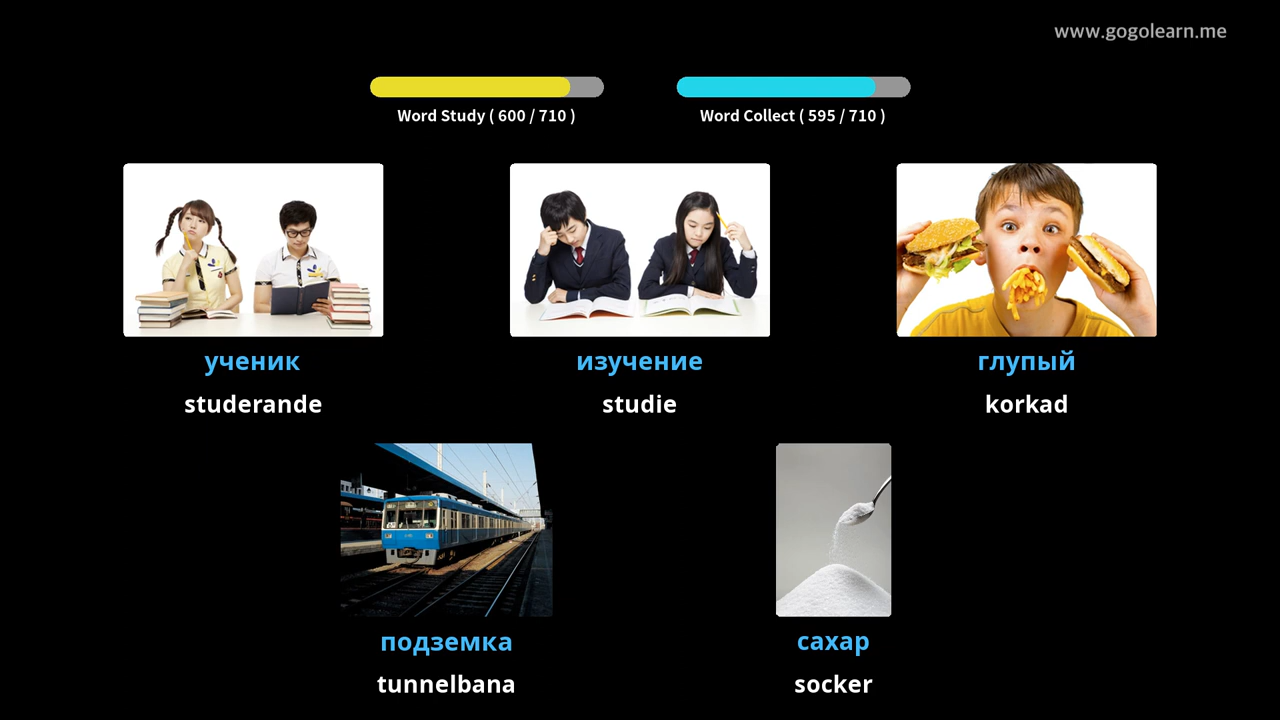 www.gogolearn.me
Word Study ( 600 / 710 )
Word Collect ( 595 / 710 )
ученик
studerande
изучение
studie
глупый
korkad
подземка
tunnelbana
сахар
socker